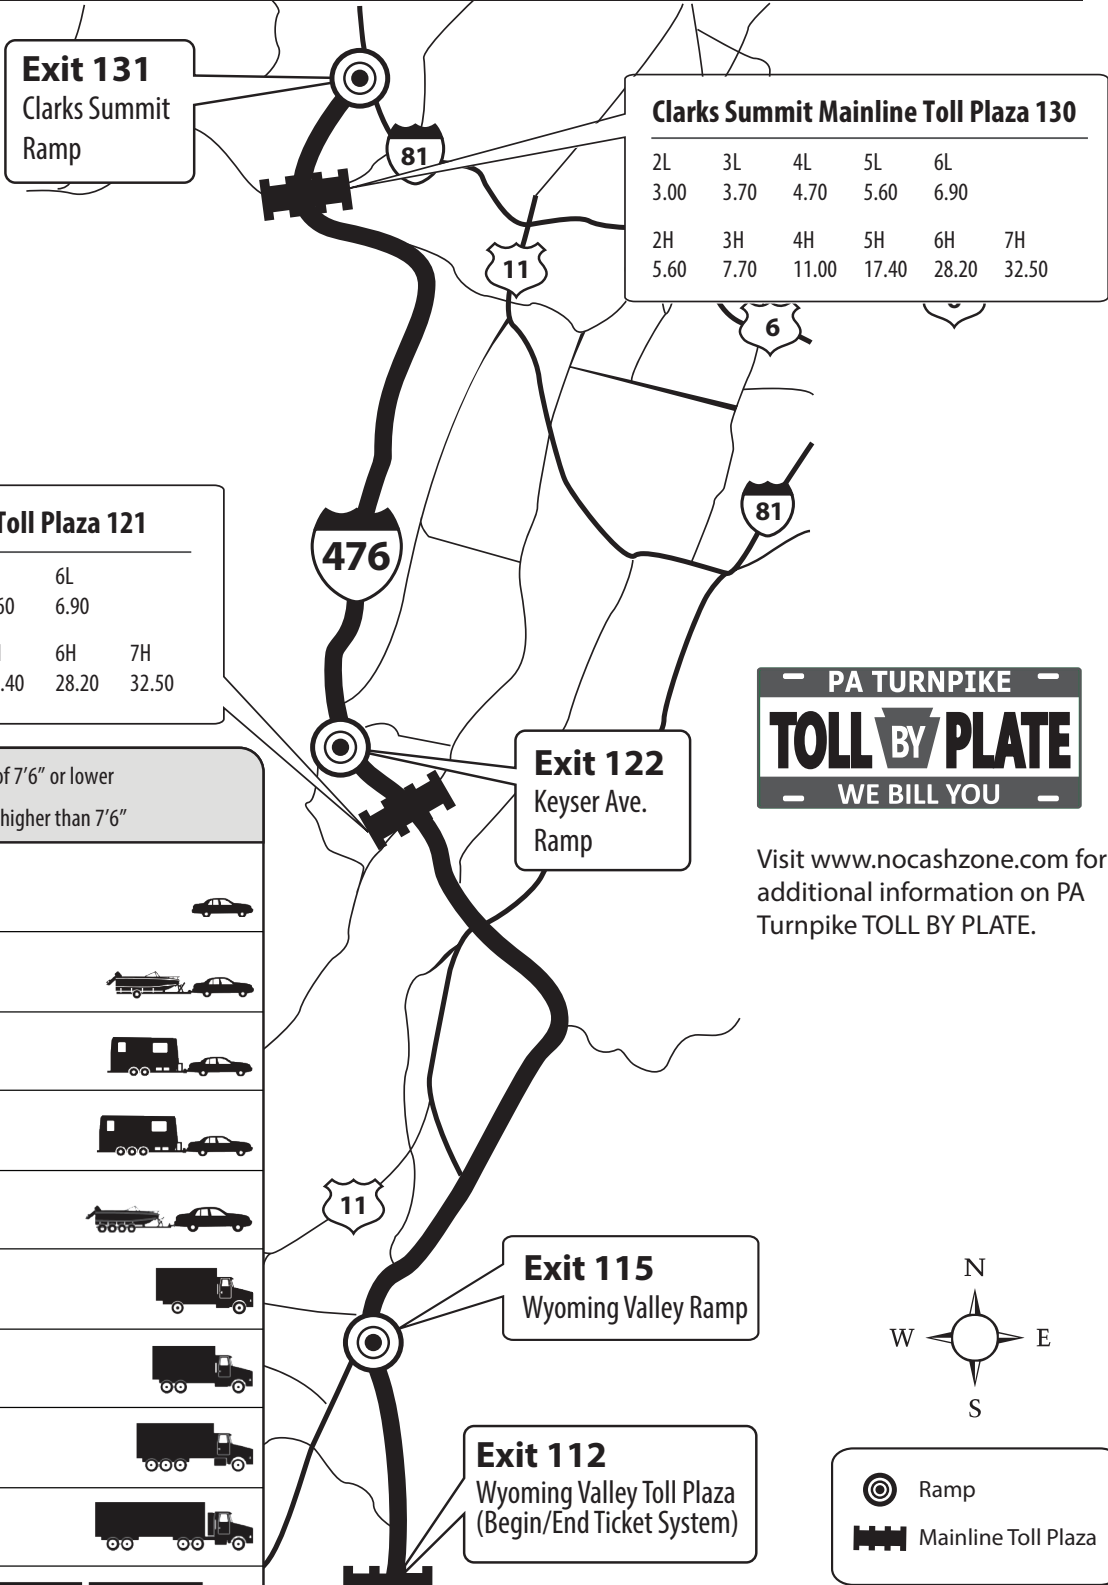 Exit 131
Clarks Summit
Ramp
81
Clarks Summit Mainline Toll Plaza 130
2L 3L 4L 5L 6L
3.00 3.70 4.70 5.60 6.90
2H 3H 4H 5H 6H 7H
5.60 7.70 11.00 17.40 28.20 32.50
11
6
81
Toll Plaza 121
6L
60 6.90
6H 7H
.40 28.20 32.50
476
Exit 122
Keyser Ave.
Ramp
PA TURNPIKE
TOLL BY PLATE
WE BILL YOU
Visit www.nocashzone.com for
additional information on PA
Turnpike TOLL BY PLATE.
of 7'6” or lower
higher than 7'6”
11
Exit 115
Wyoming Valley Ramp
Exit 112
Wyoming Valley Toll Plaza
(Begin/End Ticket System)
N
W E
S
Ramp
Mainline Toll Plaza